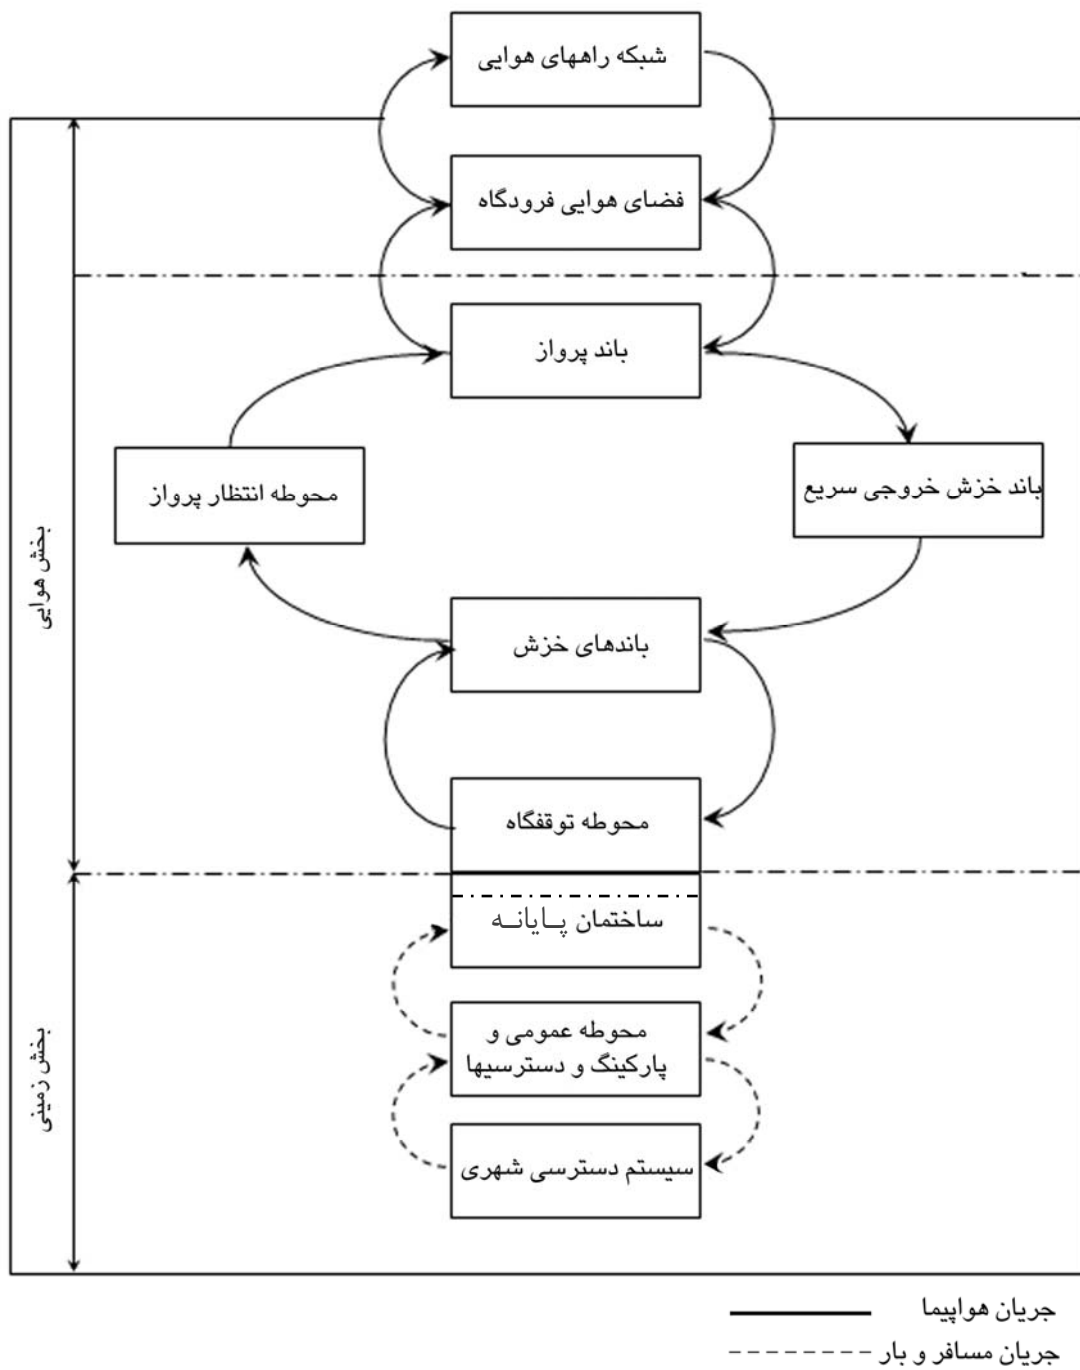 شبکه راههای هوایی
فضای هوایی فرودگاه
باند پرواز
باند خزش خروجی سریع
محوطه انتظار پرواز
باندهای خزش
محوطه توقفگاه
ساختمان پایانه
محوطه عمومی و
پارکینگ و دسترسیها
سیستم دسترسی شهری
بخش هوایی
بخش زمینی
جریان هواپیما
جریان مسافر و بار